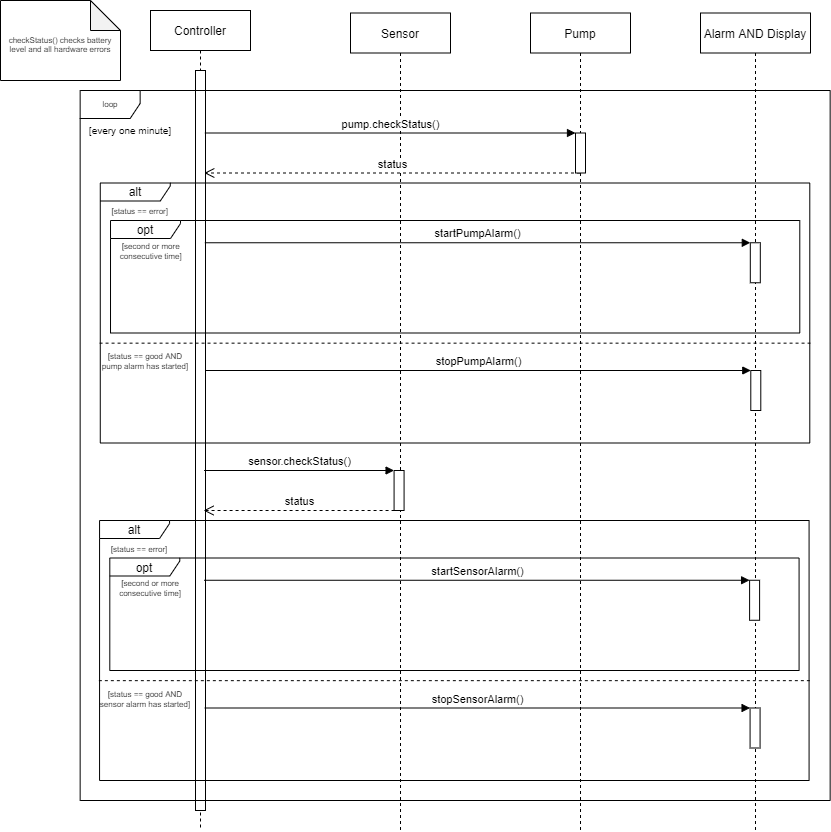 checkStatus() checks battery
level and all hardware errors
Controller
Sensor
Pump
Alarm AND Display
loop
[every one minute]
pump.checkStatus()
status
alt
[status == error]
opt
[second or more
consecutive time]
startPumpAlarm()
[status == good AND
pump alarm has started]
stopPumpAlarm()
sensor.checkStatus()
status
alt
[status == error]
opt
[second or more
consecutive time]
startSensorAlarm()
[status == good AND
sensor alarm has started]
stopSensorAlarm()